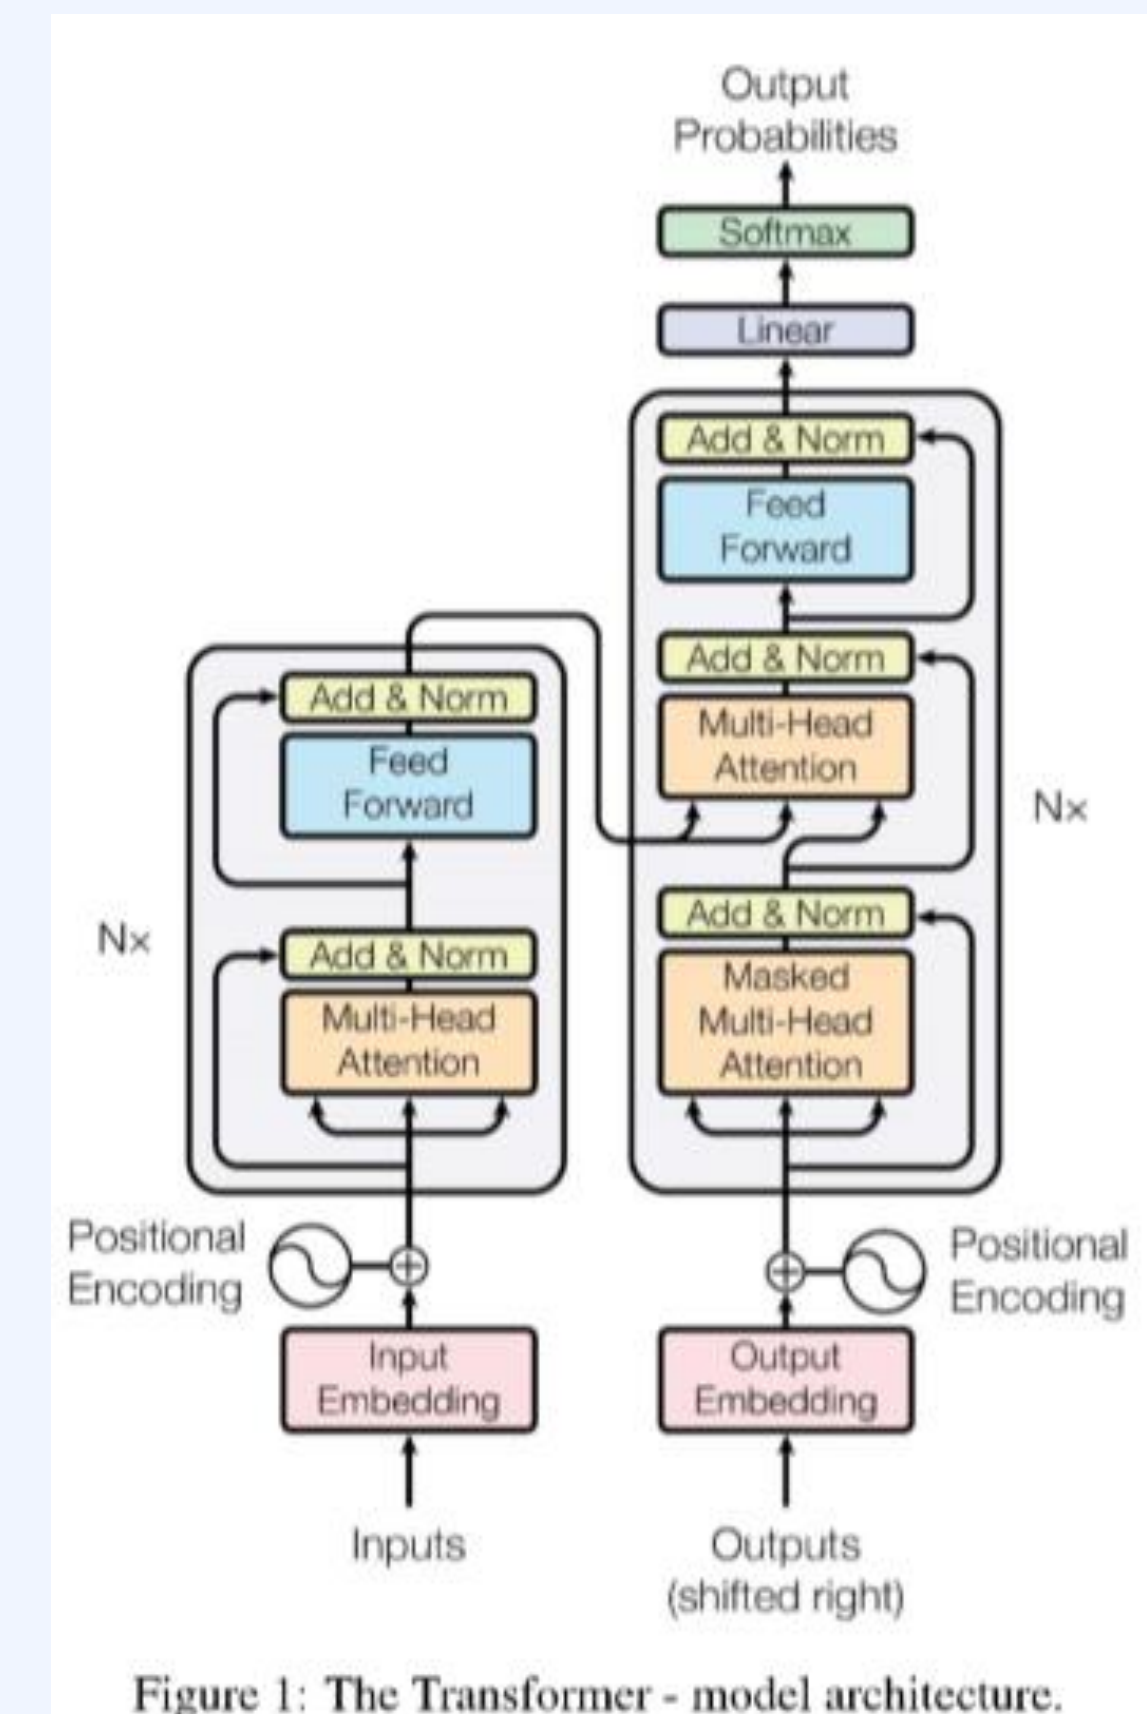 Output
Probabilities
Softmax
Linear
Add & Norm
Feed
Forward
Add & Norm
Multi-Head
Attention
Add & Norm
Masked
Multi-Head
Attention
Nx
Add & Norm
Feed
Forward
Add & Norm
Multi-Head
Attention
Nx
Positional
Encoding
Positional
Encoding
Input
Embedding
Output
Embedding
Inputs
Outputs
(shifted right)
Figure 1: The Transformer - model architecture.